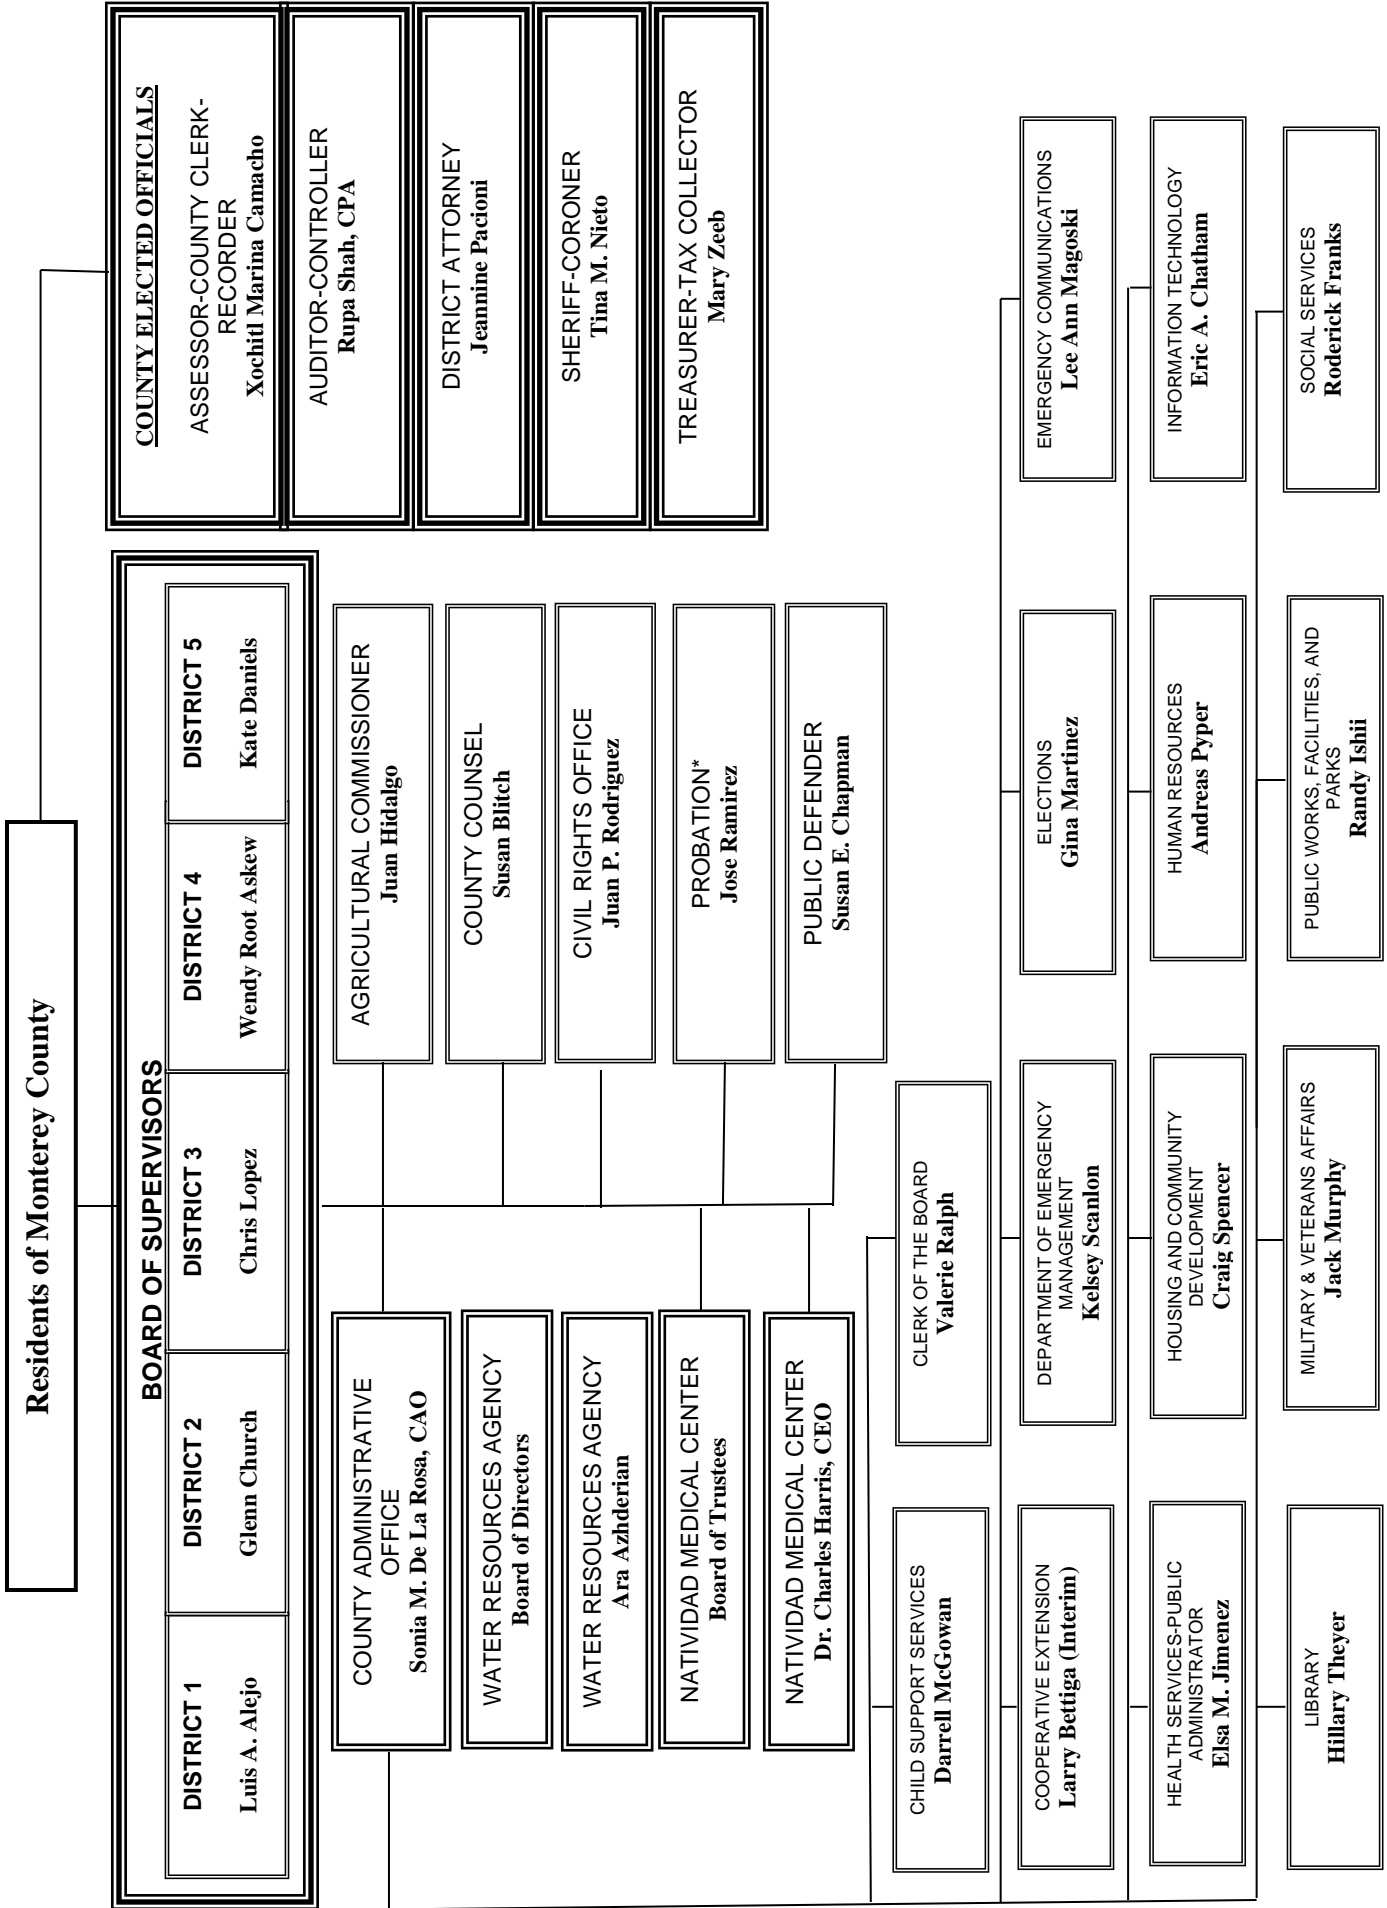 Residents of Monterey County
BOARD OF SUPERVISORS
DISTRICT 1
Luis A. Alejo
DISTRICT 2
Glenn Church
DISTRICT 3
Chris Lopez
DISTRICT 4
Wendy Root Askew
DISTRICT 5
Kate Daniels
COUNTY ELECTED OFFICIALS
ASSESSOR-COUNTY CLERK-
RECORDER
Xochitl Marina Camacho
AUDITOR-CONTROLLER
Rupa Shah, CPA
DISTRICT ATTORNEY
Jeannine Pacioni
SHERIFF-CORONER
Tina M. Nieto
TREASURER-TAX COLLECTOR
Mary Zeeb
COUNTY ADMINISTRATIVE
OFFICE
Sonia M. De La Rosa, CAO
WATER RESOURCES AGENCY
Board of Directors
WATER RESOURCES AGENCY
Ara Azhderian
NATIVIDAD MEDICAL CENTER
Board of Trustees
NATIVIDAD MEDICAL CENTER
Dr. Charles Harris, CEO
AGRICULTURAL COMMISSIONER
Juan Hidalgo
COUNTY COUNSEL
Susan Blitch
CIVIL RIGHTS OFFICE
Juan P. Rodriguez
PROBATION*
Jose Ramirez
PUBLIC DEFENDER
Susan E. Chapman
CHILD SUPPORT SERVICES
Darrell McGowan
CLERK OF THE BOARD
Valerie Ralph
COOPERATIVE EXTENSION
Larry Bettiga (Interim)
DEPARTMENT OF EMERGENCY
MANAGEMENT
Kelsey Scanlon
ELECTIONS
Gina Martinez
EMERGENCY COMMUNICATIONS
Lee Ann Magoski
HEALTH SERVICES-PUBLIC
ADMINISTRATOR
Elsa M. Jimenez
HOUSING AND COMMUNITY
DEVELOPMENT
Craig Spencer
HUMAN RESOURCES
Andreas Pyper
INFORMATION TECHNOLOGY
Eric A. Chatham
LIBRARY
Hillary Theyer
MILITARY & VETERANS AFFAIRS
Jack Murphy
PUBLIC WORKS, FACILITIES, AND
PARKS
Randy Ishii
SOCIAL SERVICES
Roderick Franks